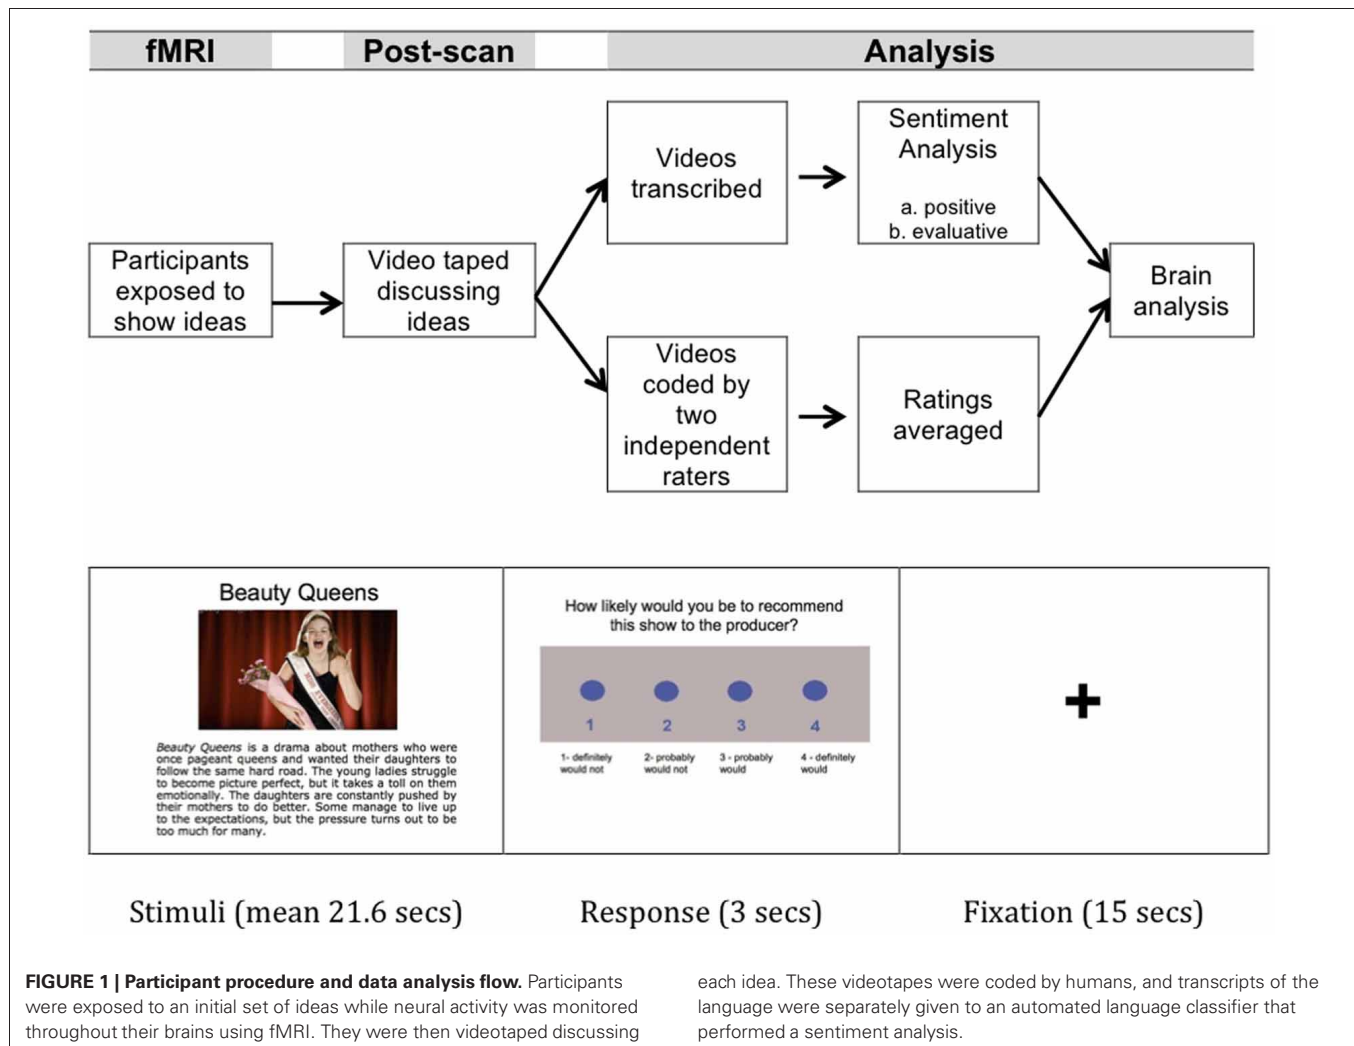 fMRI
Post-scan
Analysis
Participants
exposed to
show ideas
Video taped
discussing
ideas
Videos
transcribed
Sentiment
Analysis
a. positive
b. evaluative
Videos
coded by
two
independent
raters
Ratings
averaged
Brain
analysis
Beauty Queens
Beauty Queens is a drama about mothers who were
once pageant queens and wanted their daughters to
follow the same hard road. The young ladies struggle
to become picture perfect, but it takes a toll on them
emotionally. The daughters are constantly pushed by
their mothers to do better. Some manage to live up
to the expectations, but the pressure turns out to be
too much for many.
How likely would you be to recommend
this show to the producer?
1 2 3 4
1- definitely
would not
2- probably
would not
3 - probably
would
4 - definitely
would
+
Stimuli (mean 21.6 secs)
Response (3 secs)
Fixation (15 secs)
FIGURE 1 | Participant procedure and data analysis flow. Participants
were exposed to an initial set of ideas while neural activity was monitored
throughout their brains using fMRI. They were then videotaped discussing
each idea. These videotapes were coded by humans, and transcripts of the
language were separately given to an automated language classifier that
performed a sentiment analysis.